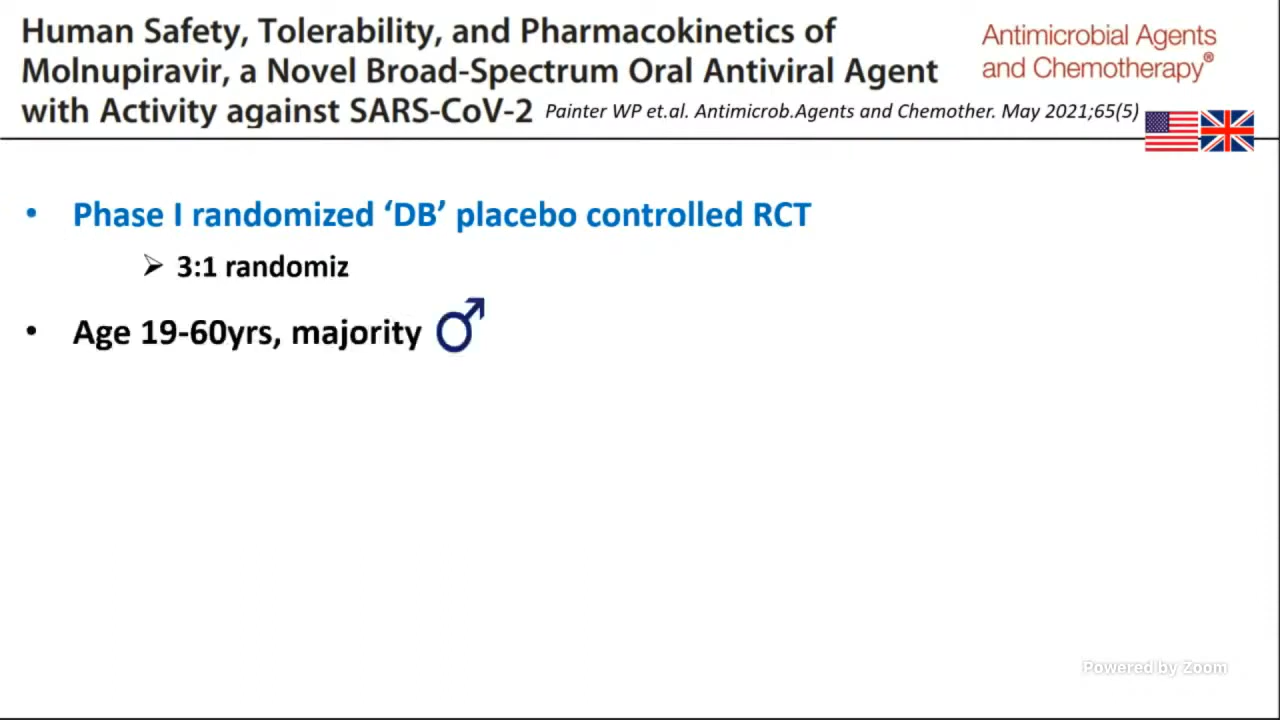 Human Safety, Tolerability, and Pharmacokinetics of
Molnupiravir, a Novel Broad-Spectrum Oral Antiviral Agent
with Activity against SARS-CoV-2 Painter WP et.al. Antimicrob.Agents and Chemother. May 2021;65(5)
Antimicrobial Agents
and Chemotherapy®
• Phase I randomized ‘DB’ placebo controlled RCT
➢ 3:1 randomiz
• Age 19-60yrs, majority ♂
Powered by Zoom